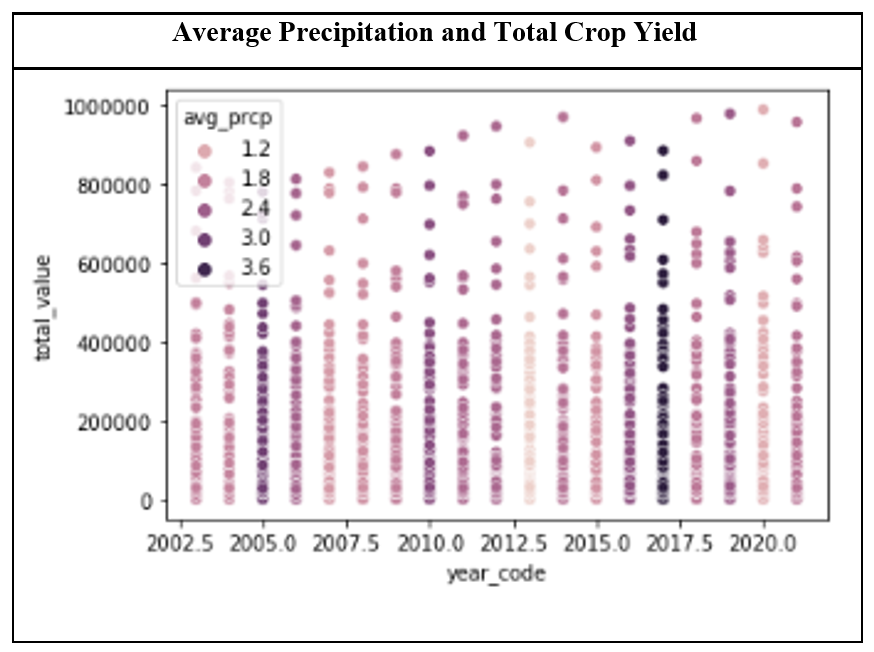 Average Precipitation and Total Crop Yield
1000000
800000
600000
400000
200000
0
total_value
avg_prcp
1.2
1.8
2.4
3.0
3.6
2002.5 2005.0 2007.5 2010.0 2012.5 2015.0 2017.5 2020.0
year_code